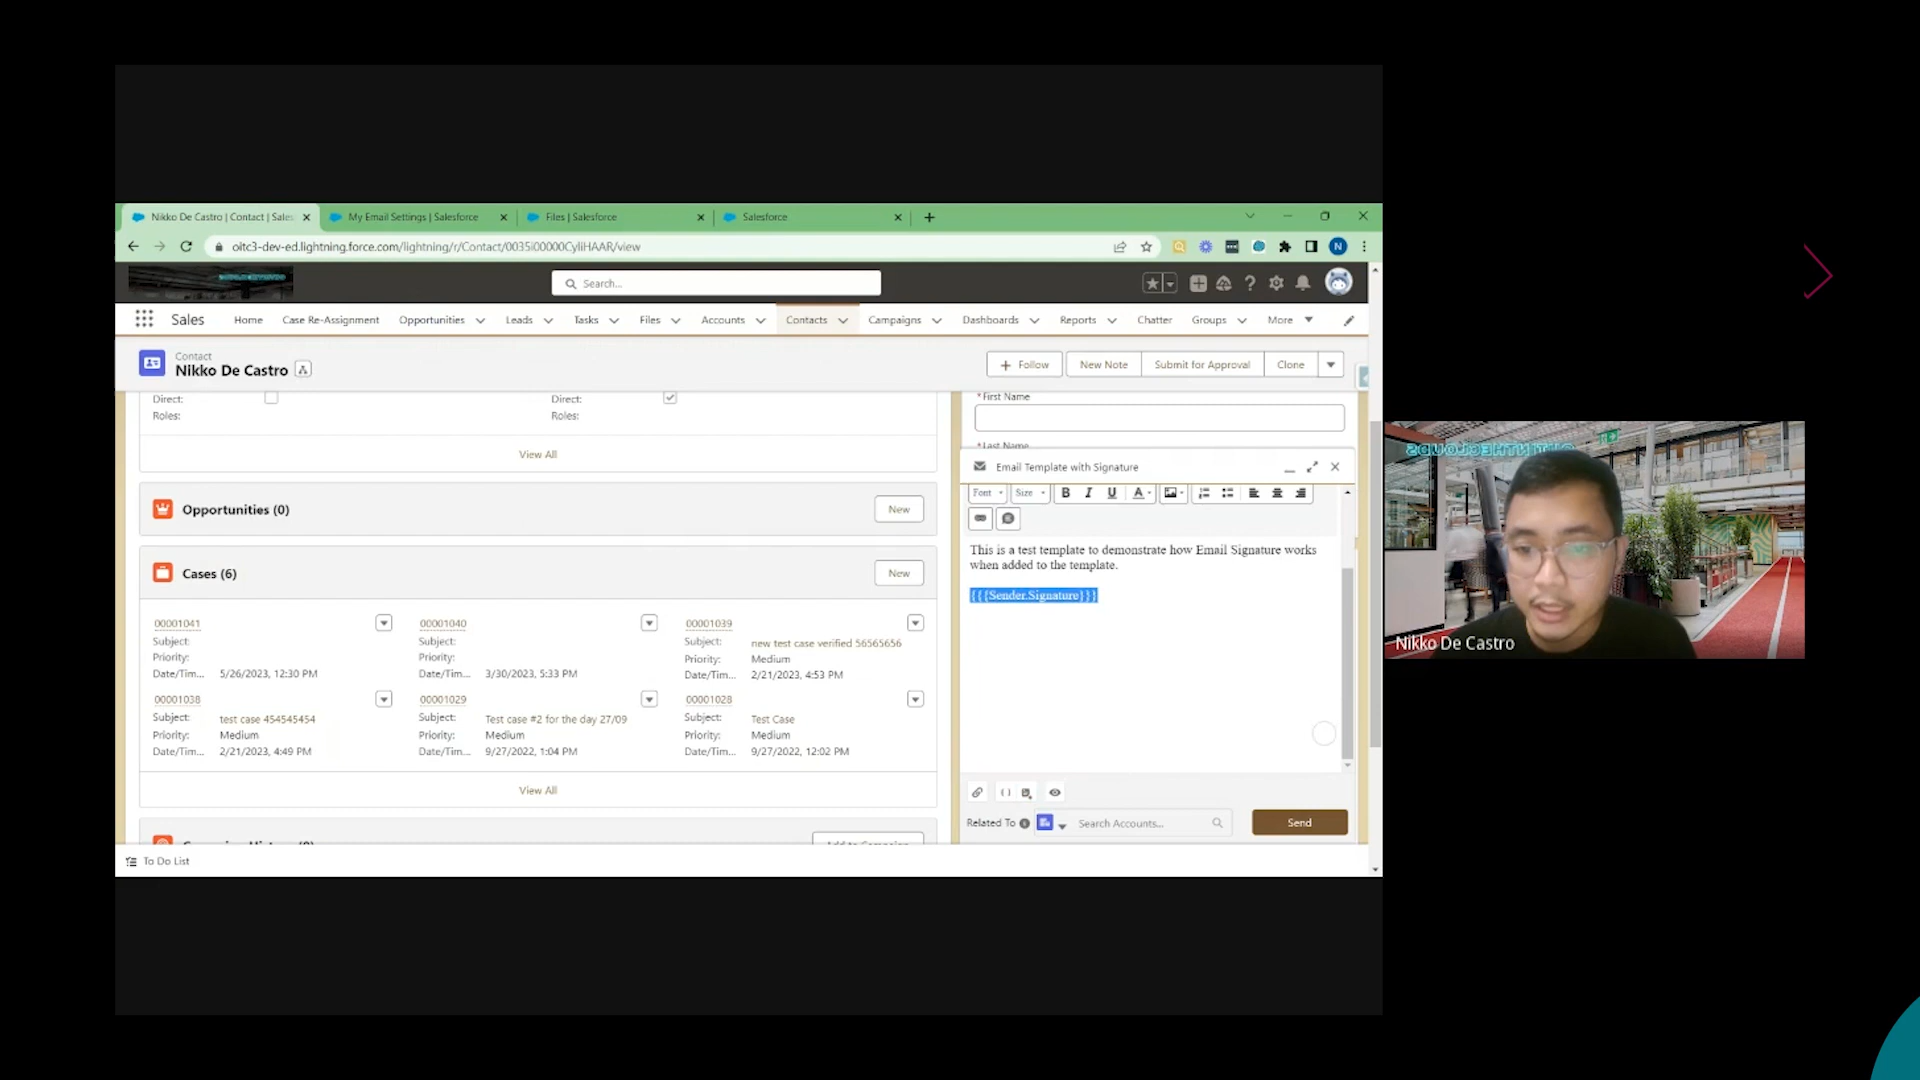 Nikko De Castro | Contact | Sales
My Email Settings | Salesforce
Files | Salesforce
Salesforce
oltc3-dev-ed.lightning.force.com/lightning/r/Contact/0035i00000CyliHAAR/view
Search...
Sales
Home
Case Re-Assignment
Opportunities
Leads
Tasks
Files
Accounts
Contacts
Campaigns
Dashboards
Reports
Chatter
Groups
More
Contact
Nikko De Castro
Follow
New Note
Submit for Approval
Clone
Direct:
Direct:
Roles:
Roles:
View All
Opportunities (0)
New
Cases (6)
New
00001041
Subject:
Priority:
Date/Tim... 5/26/2023, 12:30 PM
00001040
Subject:
Priority:
Date/Tim... 3/30/2023, 5:33 PM
00001039
Subject: new test case verified 56565656
Priority: Medium
Date/Tim... 2/21/2023, 4:53 PM
00001038
Subject: test case 454545454
Priority: Medium
Date/Tim... 2/21/2023, 4:49 PM
00001029
Subject: Test case #2 for the day 27/09
Priority: Medium
Date/Tim... 9/27/2022, 1:04 PM
00001028
Subject: Test Case
Priority: Medium
Date/Tim... 9/27/2022, 12:02 PM
View All
To Do List
*First Name
*Last Name
Email Template with Signature
Font
Size
B I U A
This is a test template to demonstrate how Email Signature works
when added to the template.
{{{Sender.Signature}}}
Related To
Search Accounts...
Send
Nikko De Castro